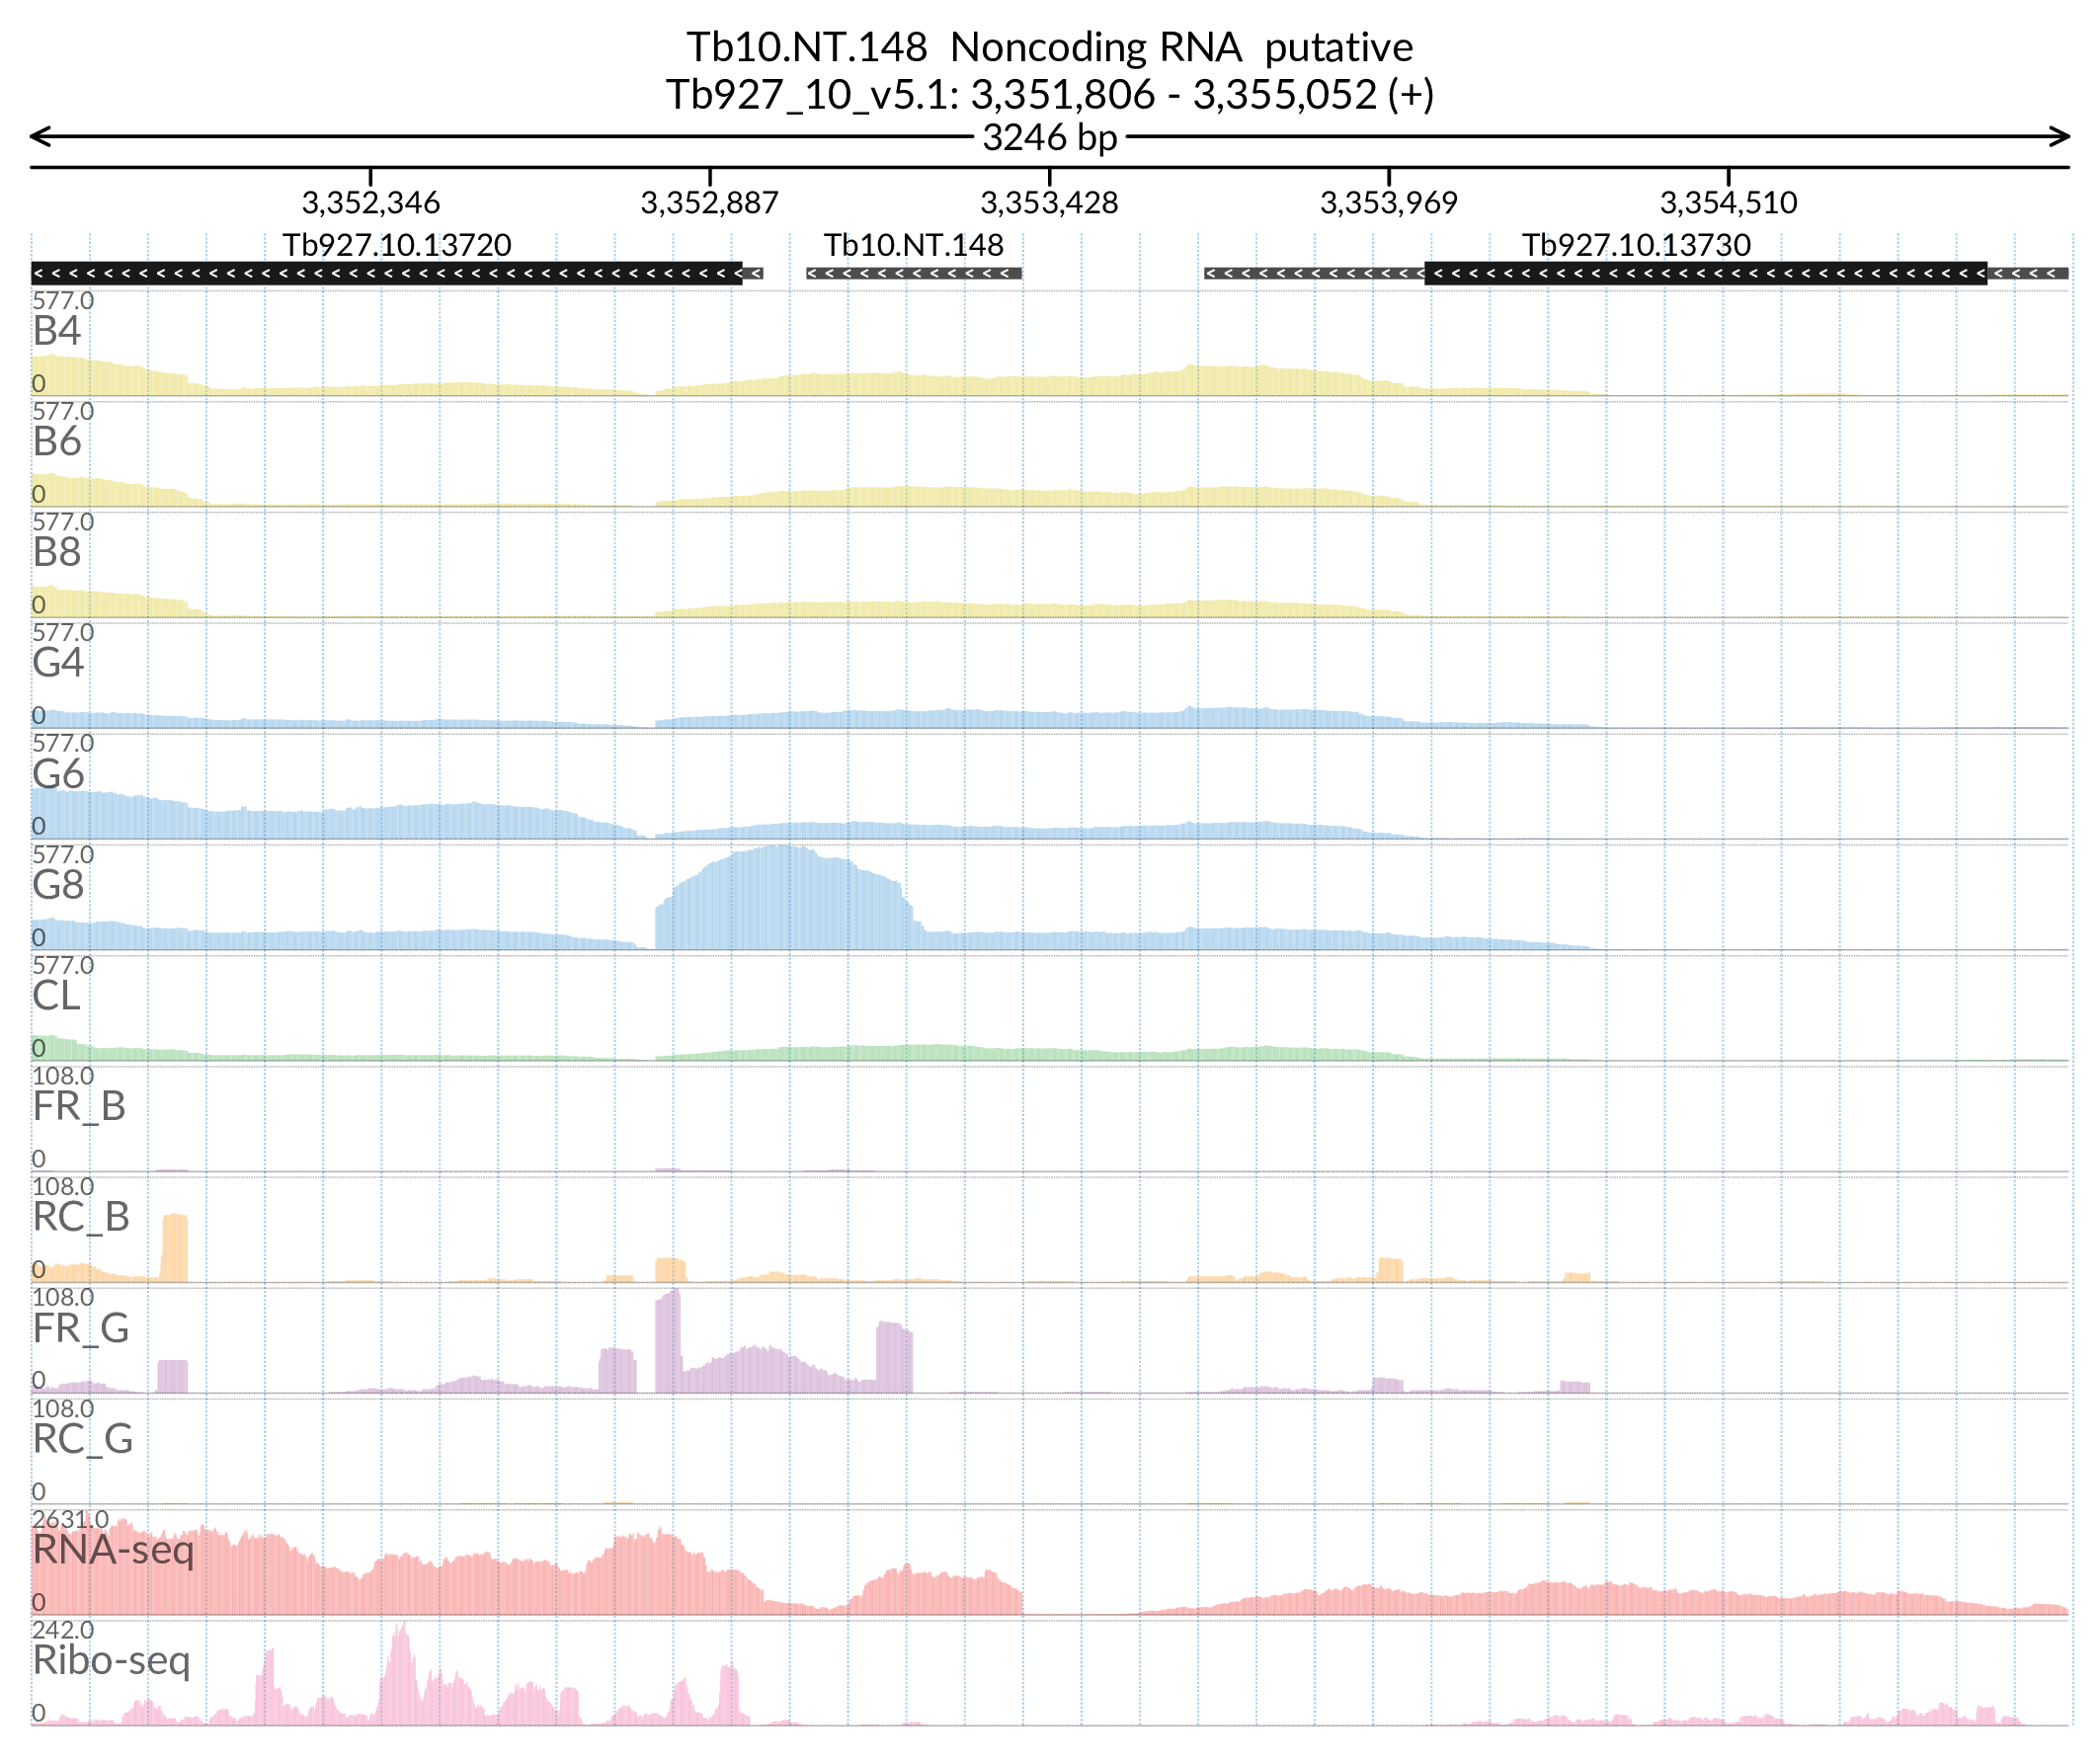 Tb10.NT.148  Noncoding RNA  putative
Tb927_10_v5.1: 3,351,806 - 3,355,052 (+)
3246 bp
3,352,346 3,352,887 3,353,428 3,353,969 3,354,510
Tb927.10.13720 Tb10.NT.148 Tb927.10.13730
577.0
B4
0
577.0
B6
0
577.0
B8
0
577.0
G4
0
577.0
G6
0
577.0
G8
0
577.0
CL
0
108.0
FR_B
0
108.0
RC_B
0
108.0
FR_G
0
108.0
RC_G
0
2631.0
RNA-seq
0
242.0
Ribo-seq
0